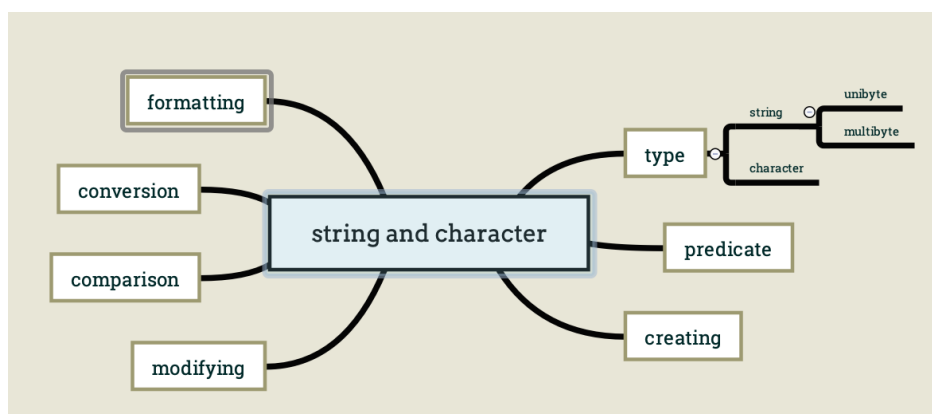 formatting
conversion
comparison
modifying
string and character
type
string
unibyte
multibyte
character
predicate
creating